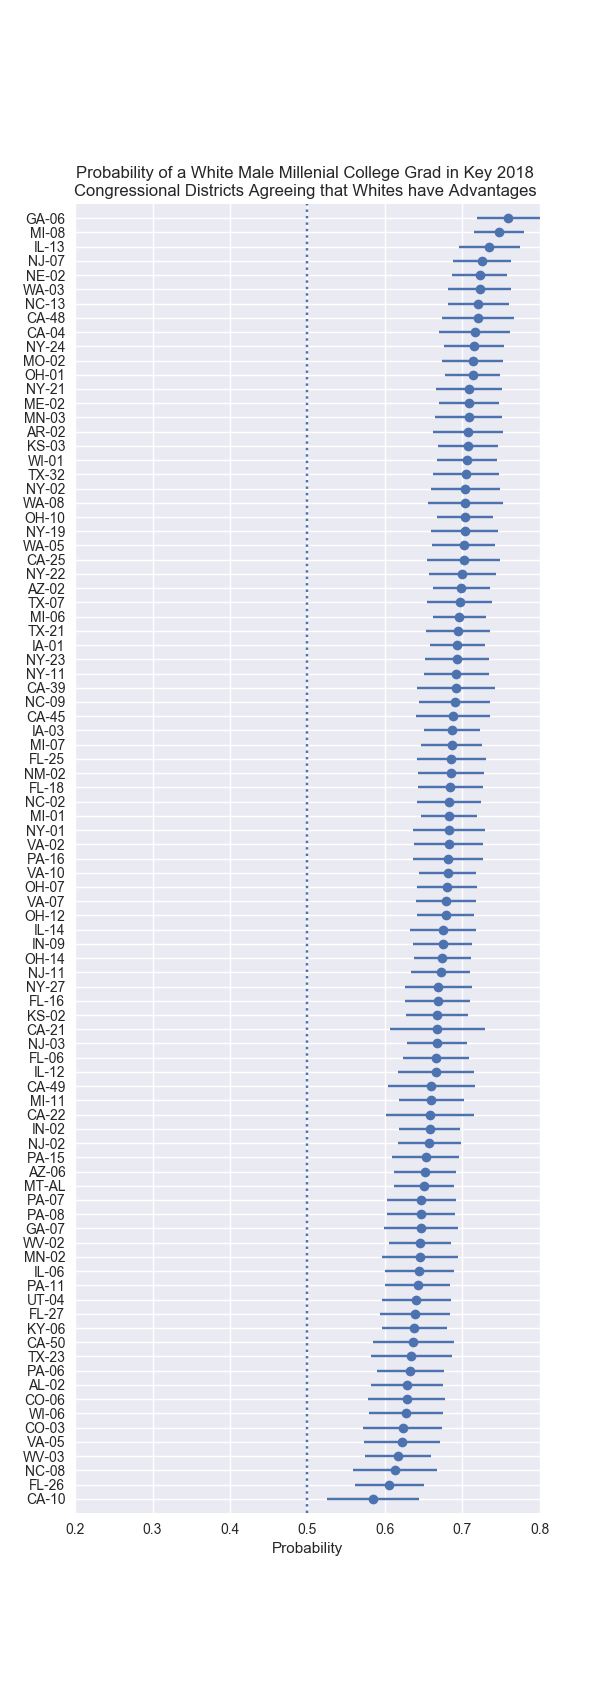 Probability of a White Male Millenial College Grad in Key 2018
Congressional Districts Agreeing that Whites have Advantages
GA-06
MI-08
IL-13
NJ-07
NE-02
WA-03
NC-13
CA-48
CA-04
NY-24
MO-02
OH-01
NY-21
ME-02
MN-03
AR-02
KS-03
WI-01
TX-32
NY-02
WA-08
OH-10
NY-19
WA-05
CA-25
NY-22
AZ-02
TX-07
MI-06
TX-21
IA-01
NY-23
NY-11
CA-39
NC-09
CA-45
IA-03
MI-07
FL-25
NM-02
FL-18
NC-02
MI-01
NY-01
VA-02
PA-16
VA-10
OH-07
VA-07
OH-12
IL-14
IN-09
OH-14
NJ-11
NY-27
FL-16
KS-02
CA-21
NJ-03
FL-06
IL-12
CA-49
MI-11
CA-22
IN-02
NJ-02
PA-15
AZ-06
MT-AL
PA-07
PA-08
GA-07
WV-02
MN-02
IL-06
PA-11
UT-04
FL-27
KY-06
CA-50
TX-23
PA-06
AL-02
CO-06
WI-06
CO-03
VA-05
WV-03
NC-08
FL-26
CA-10
0.2 0.3 0.4 0.5 0.6 0.7 0.8
Probability